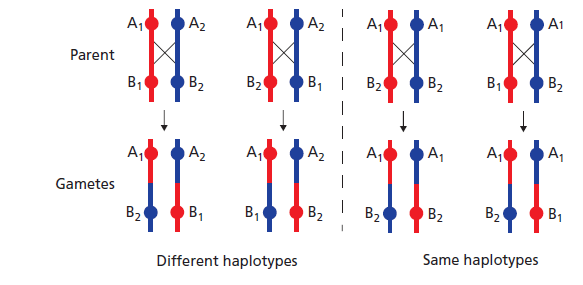 A1 A2 A1 A2 A1 A1 A1 A1
Parent
B1 B2 B2 B1 B2 B2 B1 B2
A1 A2 A1 A2 A1 A1 A1 A1
Gametes
B2 B1 B1 B2 B2 B2 B2 B1
Different haplotypes Same haplotypes